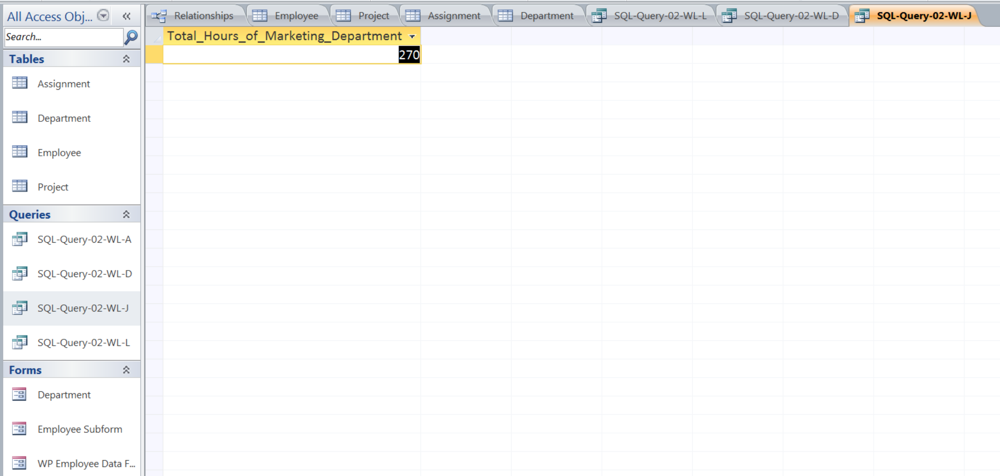 All Access Obj...
Search...
Tables
Assignment
Department
Employee
Project
Queries
SQL-Query-02-WL-A
SQL-Query-02-WL-D
SQL-Query-02-WL-J
SQL-Query-02-WL-L
Forms
Department
Employee Subform
WP Employee Data F...
Relationships Employee Project Assignment Department SQL-Query-02-WL-L SQL-Query-02-WL-D SQL-Query-02-WL-J
Total_Hours_of_Marketing_Department
270